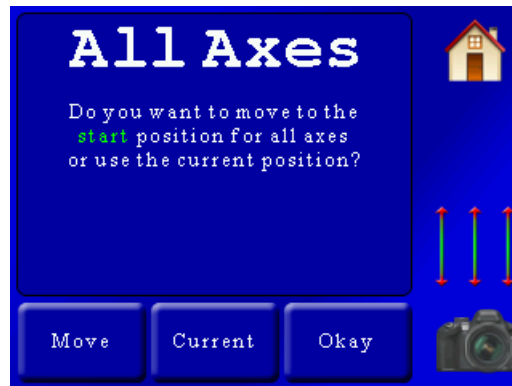 All Axes
Do you want to move to the
start position for all axes
or use the current position?
Move Current Okay